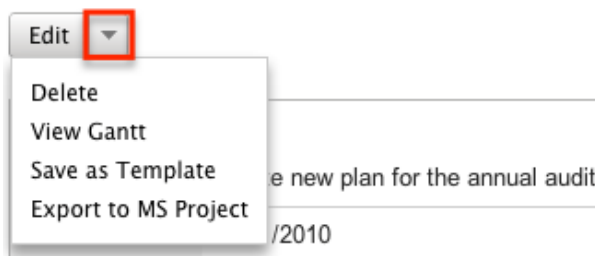 Edit
Delete
View Gantt
Save as Template
new plan for the annual audit
Export to MS Project
/2010